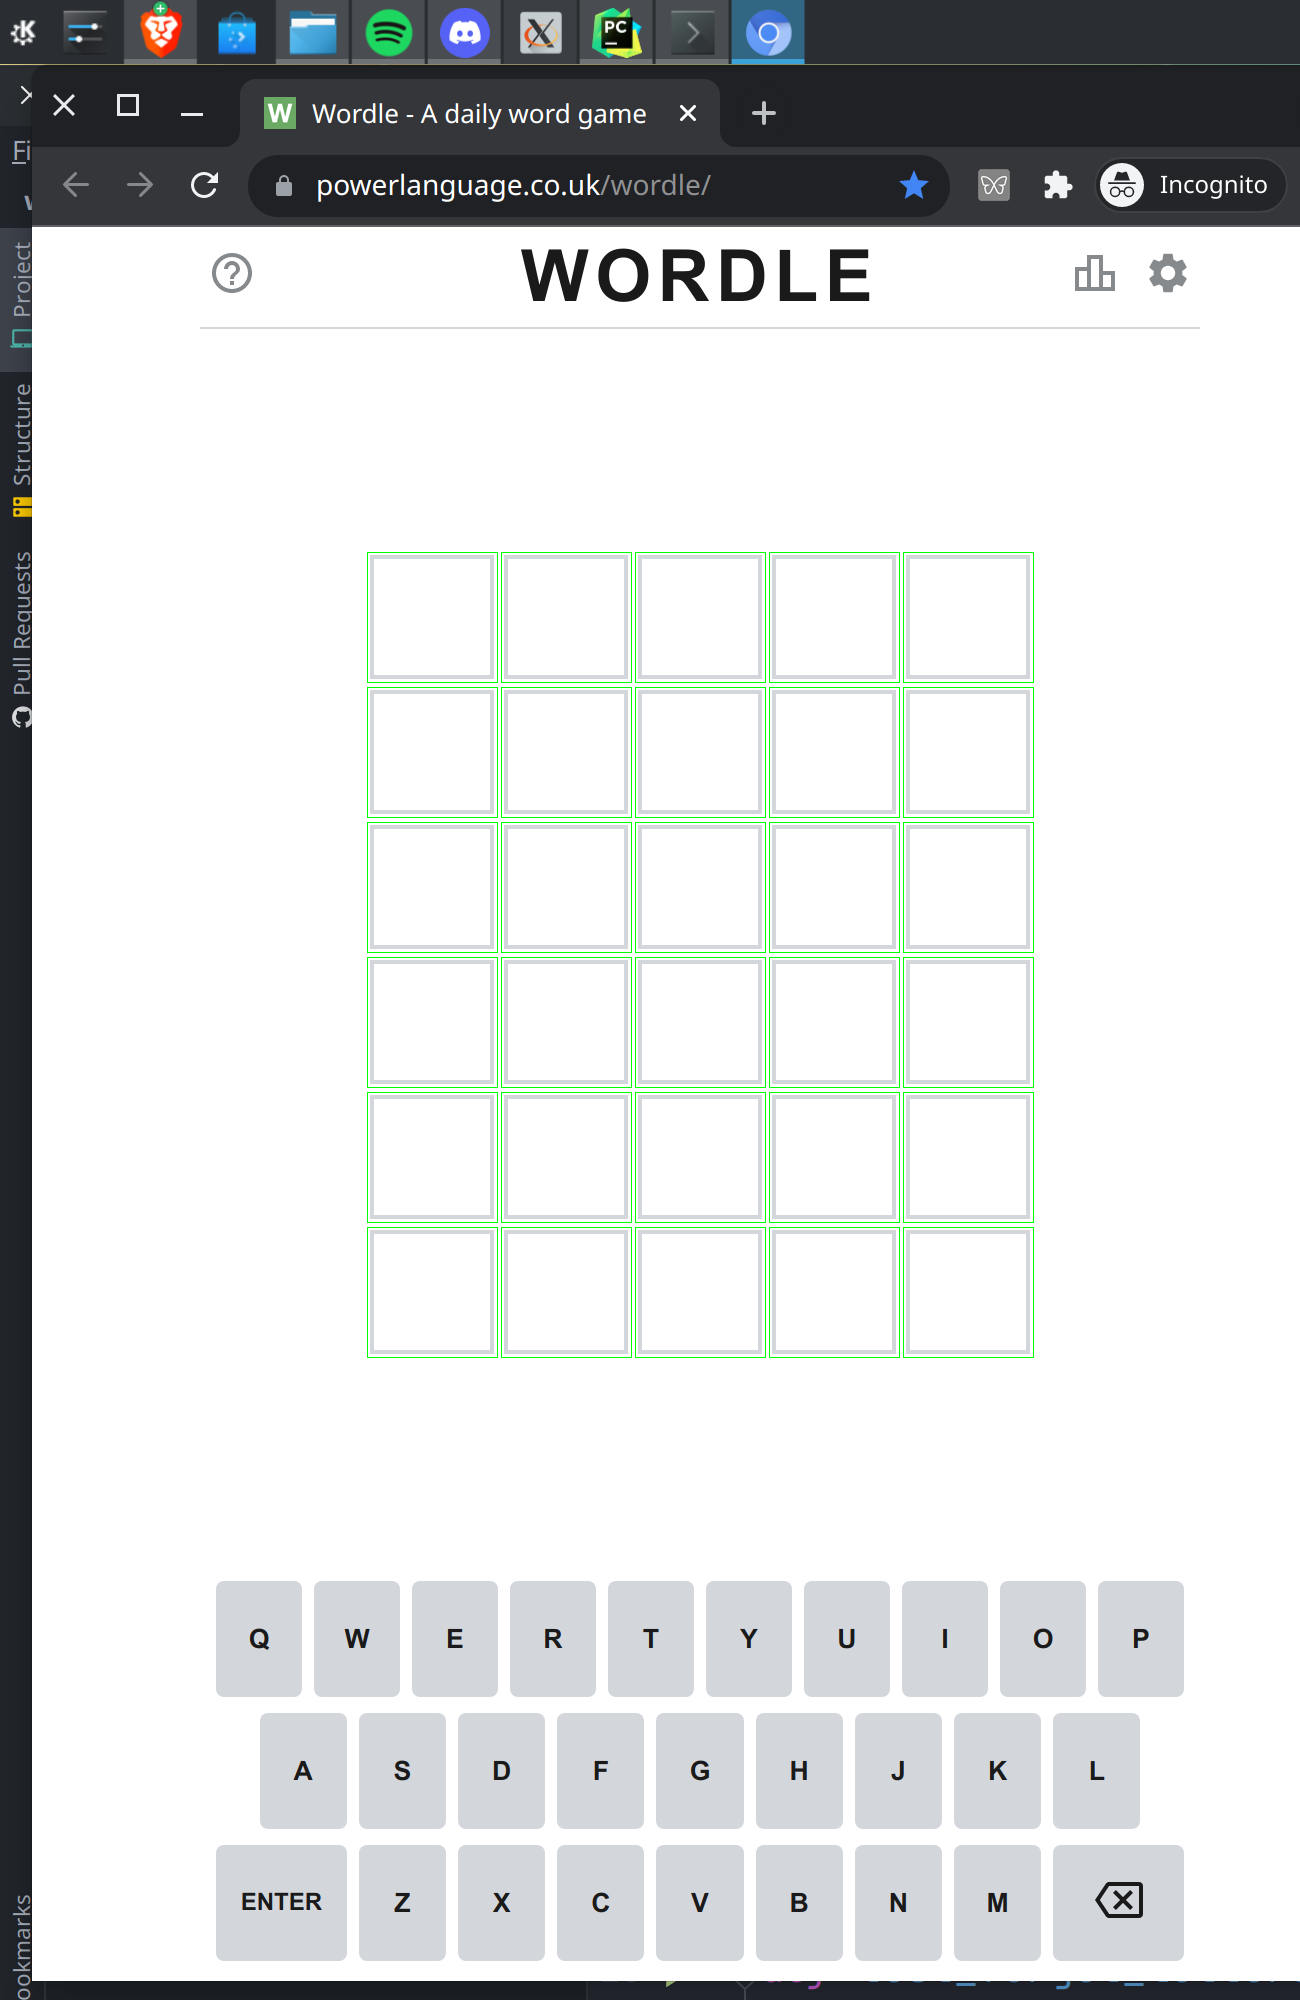 PC
W Wordle - A daily word game
Fi
powerlanguage.co.uk/wordle/
Incognito
Project
Structure
Pull Requests
ookmarks
WORDLE
Q W E R T Y U I O P
A S D F G H J K L
ENTER Z X C V B N M